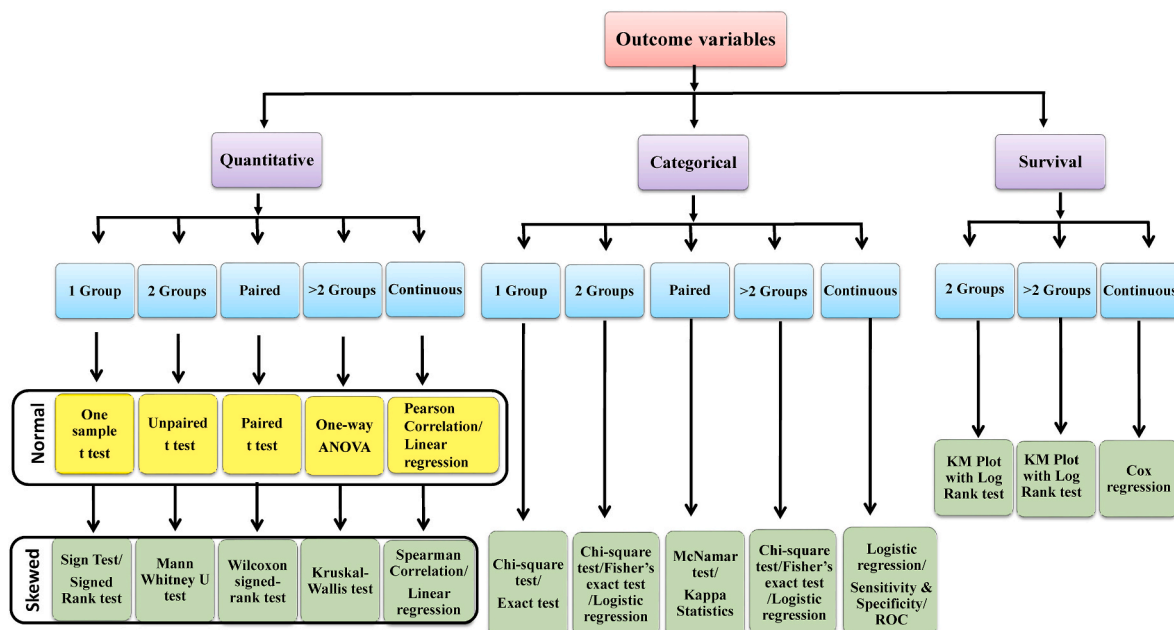 Outcome variables
Quantitative
Categorical
Survival
1 Group
2 Groups
Paired
>2 Groups
Continuous
1 Group
2 Groups
Paired
>2 Groups
Continuous
2 Groups
>2 Groups
Continuous
Normal
One
sample
t test
Unpaired
t test
Paired
t test
One-way
ANOVA
Pearson
Correlation/
Linear
regression
KM Plot
with Log
Rank test
KM Plot
with Log
Rank test
Cox
regression
Skewed
Sign Test/
Signed
Rank test
Mann
Whitney U
test
Wilcoxon
signed-
rank test
Kruskal-
Wallis test
Spearman
Correlation/
Linear
regression
Chi-square
test/
Exact test
Chi-square
test/Fisher's
exact test
/Logistic
regression
McNamar
test/
Kappa
Statistics
Chi-square
test/Fisher's
exact test
/Logistic
regression
Logistic
regression/
Sensitivity &
Specificity/
ROC